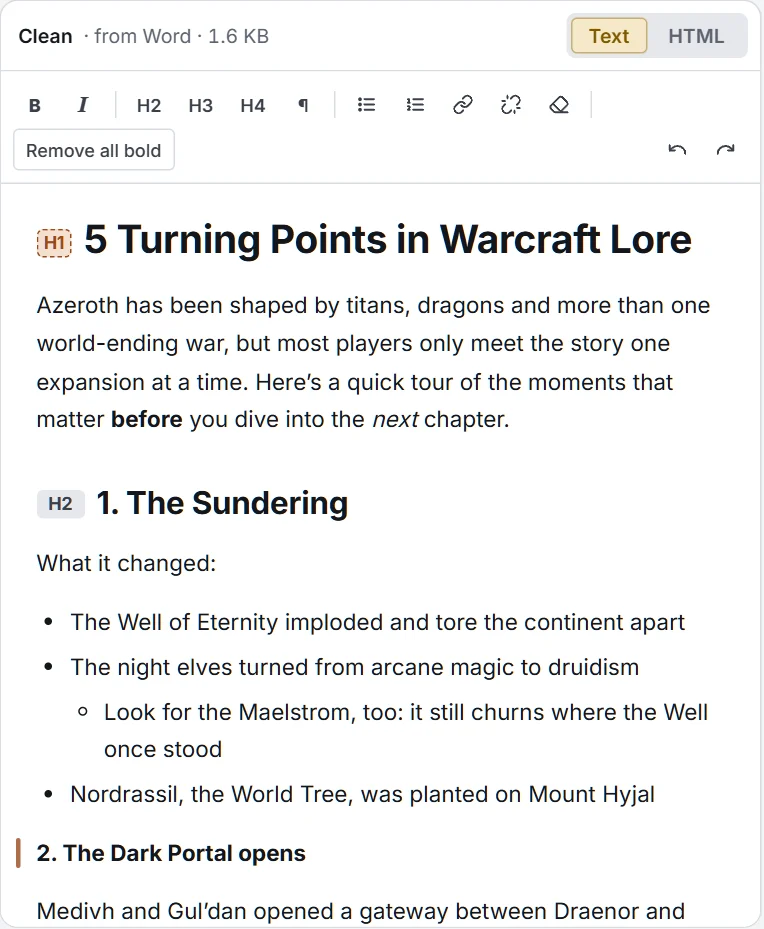 Clean · from Word · 1.6 KB
Text HTML
B I H2 H3 H4 ¶
Remove all bold
H1 5 Turning Points in Warcraft Lore
Azeroth has been shaped by titans, dragons and more than one
world-ending war, but most players only meet the story one
expansion at a time. Here’s a quick tour of the moments that
matter before you dive into the next chapter.
H2 1. The Sundering
What it changed:
• The Well of Eternity imploded and tore the continent apart
• The night elves turned from arcane magic to druidism
◦ Look for the Maelstrom, too: it still churns where the Well
once stood
• Nordrassil, the World Tree, was planted on Mount Hyjal
2. The Dark Portal opens
Medivh and Gul’dan opened a gateway between Draenor and